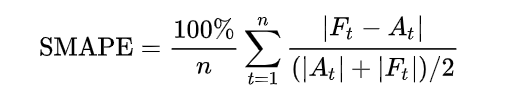 SMAPE = \frac{100\%}{n} \sum_{t=1}^{n} \frac{|F_t - A_t|}{(|A_t| + |F_t|)/2}